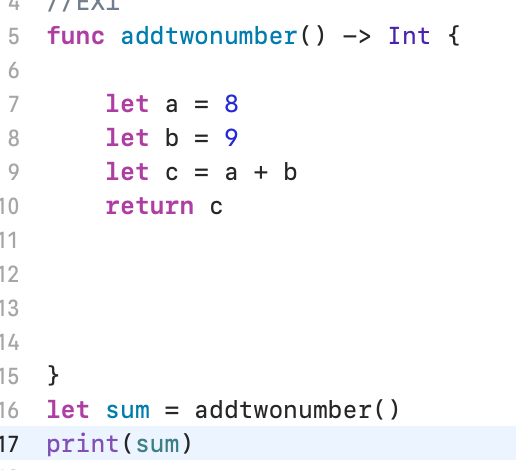 4 //EX1
5 func addtwonumber() -> Int {
6
7 let a = 8
8 let b = 9
9 let c = a + b
10 return c
11
12
13
14
15 }
16 let sum = addtwonumber()
17 print(sum)